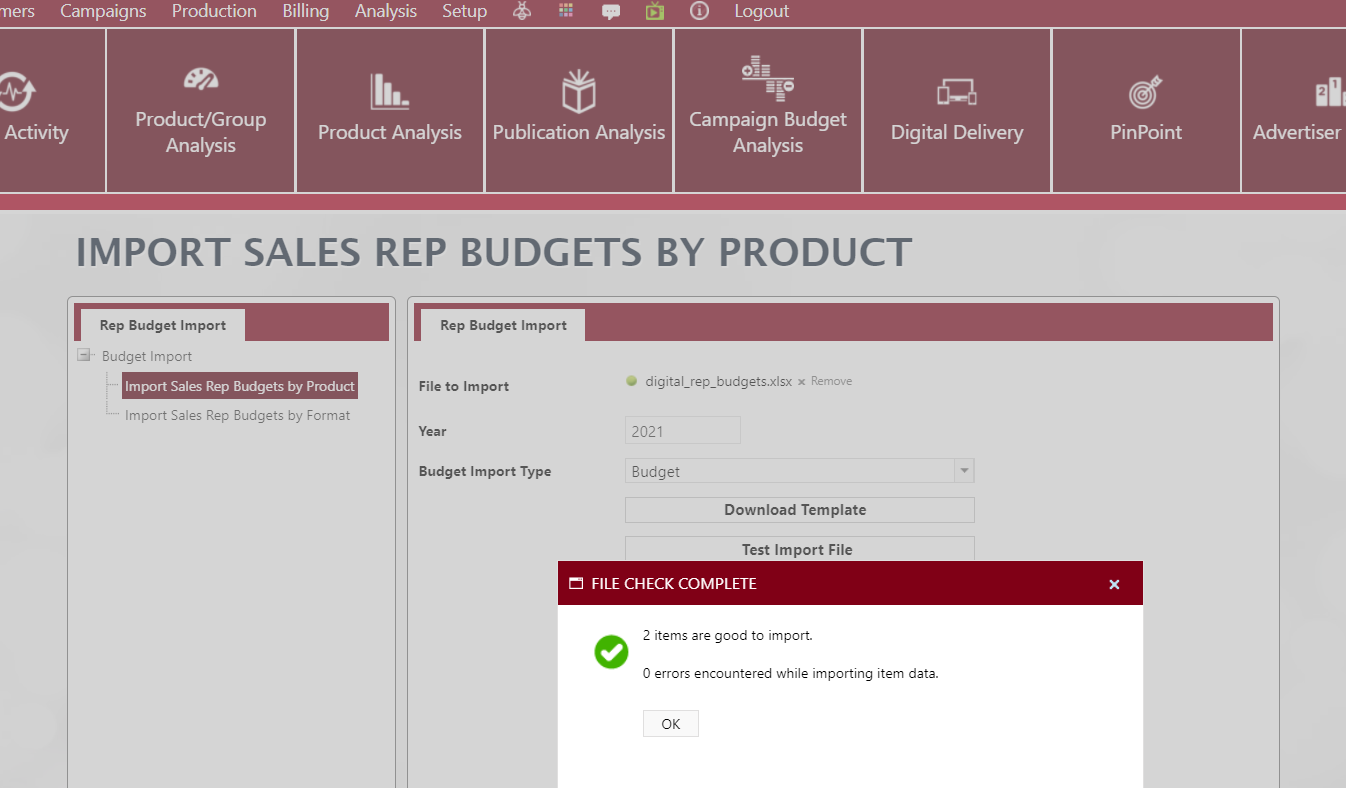 mers Campaigns Production Billing Analysis Setup Logout
Activity
Product/Group
Analysis
Product Analysis
Publication Analysis
Campaign Budget
Analysis
Digital Delivery
PinPoint
2 1
Advertiser
IMPORT SALES REP BUDGETS BY PRODUCT
Rep Budget Import
Budget Import
Import Sales Rep Budgets by Product
Import Sales Rep Budgets by Format
Rep Budget Import
File to Import digital_rep_budgets.xlsx × Remove
Year 2021
Budget Import Type Budget
Download Template
Test Import File
FILE CHECK COMPLETE
2 items are good to import.
0 errors encountered while importing item data.
OK